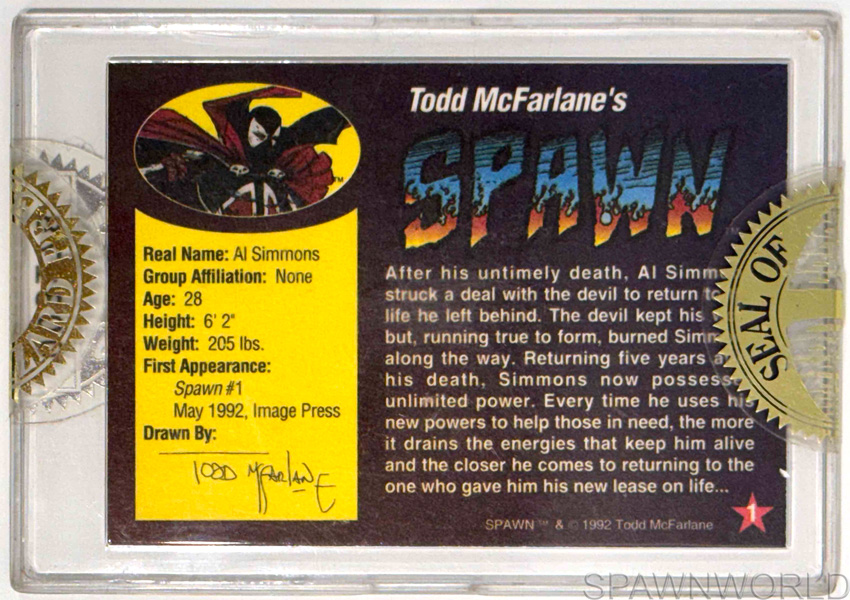 Todd McFarlane's
SPAWN
TM
Real Name: Al Simmons
Group Affiliation: None
Age: 28
Height: 6' 2"
Weight: 205 lbs.
First Appearance:
Spawn #1
May 1992, Image Press
Drawn By:
TODD McFARLANE
After his untimely death, Al Simm
struck a deal with the devil to return to
life he left behind. The devil kept his
but, running true to form, burned Sim
along the way. Returning five years a
his death, Simmons now possess
unlimited power. Every time he uses his
new powers to help those in need, the more
it drains the energies that keep him alive
and the closer he comes to returning to the
one who gave him his new lease on life...
SPAWN™ & © 1992 Todd McFarlane
1
SEAL OF
SPAWNWORLD